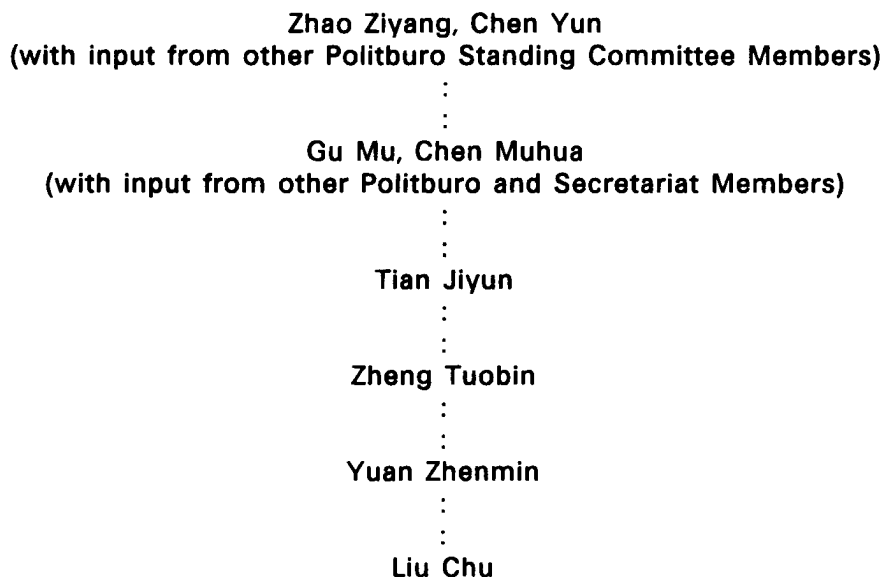 Zhao Ziyang, Chen Yun
(with input from other Politburo Standing Committee Members)
:
:
Gu Mu, Chen Muhua
(with input from other Politburo and Secretariat Members)
:
:
Tian Jiyun
:
:
Zheng Tuobin
:
:
Yuan Zhenmin
:
:
Liu Chu